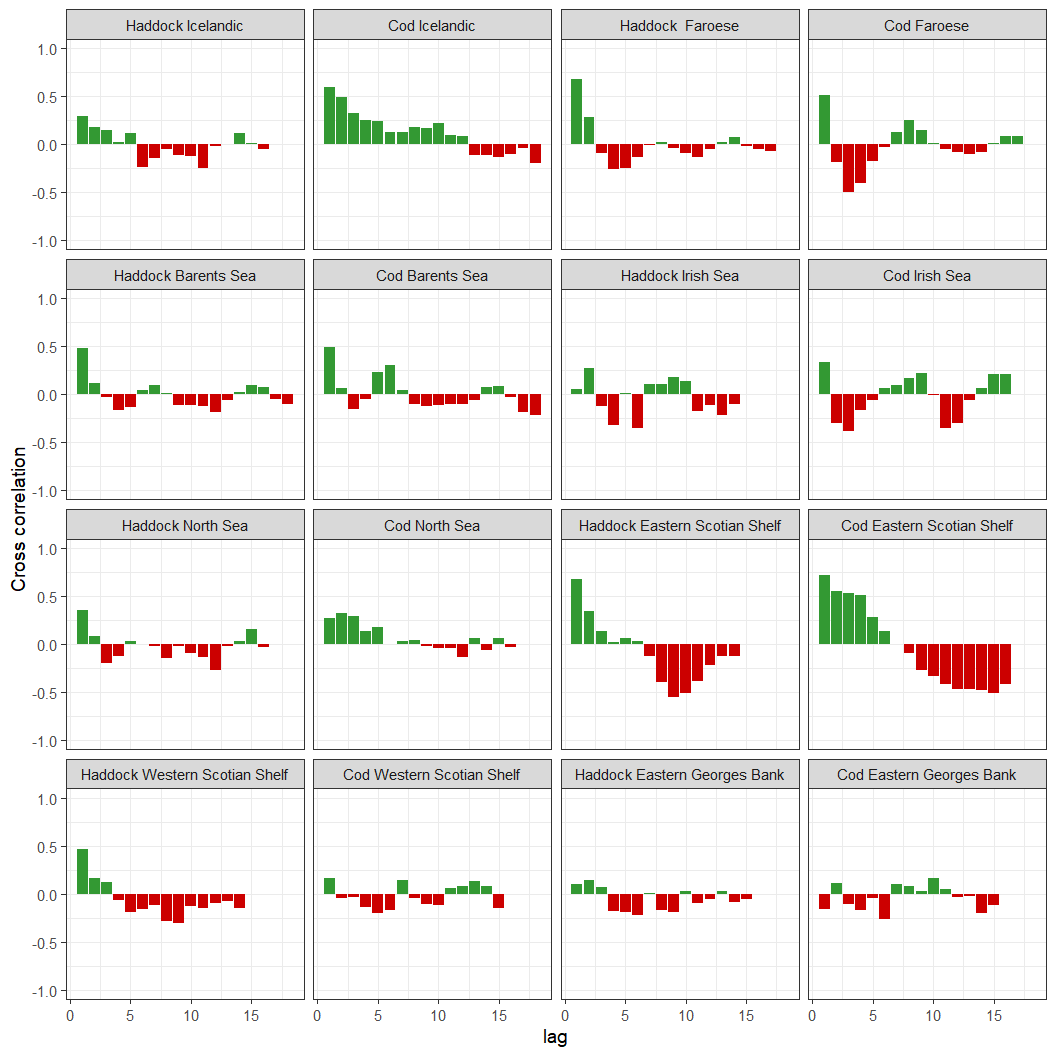 Haddock Icelandic
Cod Icelandic
Haddock  Faroese
Cod Faroese
1.0
0.5
0.0
-0.5
-1.0
Haddock Barents Sea
Cod Barents Sea
Haddock Irish Sea
Cod Irish Sea
1.0
0.5
0.0
-0.5
-1.0
Cross correlation
Haddock North Sea
Cod North Sea
Haddock Eastern Scotian Shelf
Cod Eastern Scotian Shelf
1.0
0.5
0.0
-0.5
-1.0
Haddock Western Scotian Shelf
Cod Western Scotian Shelf
Haddock Eastern Georges Bank
Cod Eastern Georges Bank
1.0
0.5
0.0
-0.5
-1.0
0 5 10 15
0 5 10 15
0 5 10 15
0 5 10 15
lag